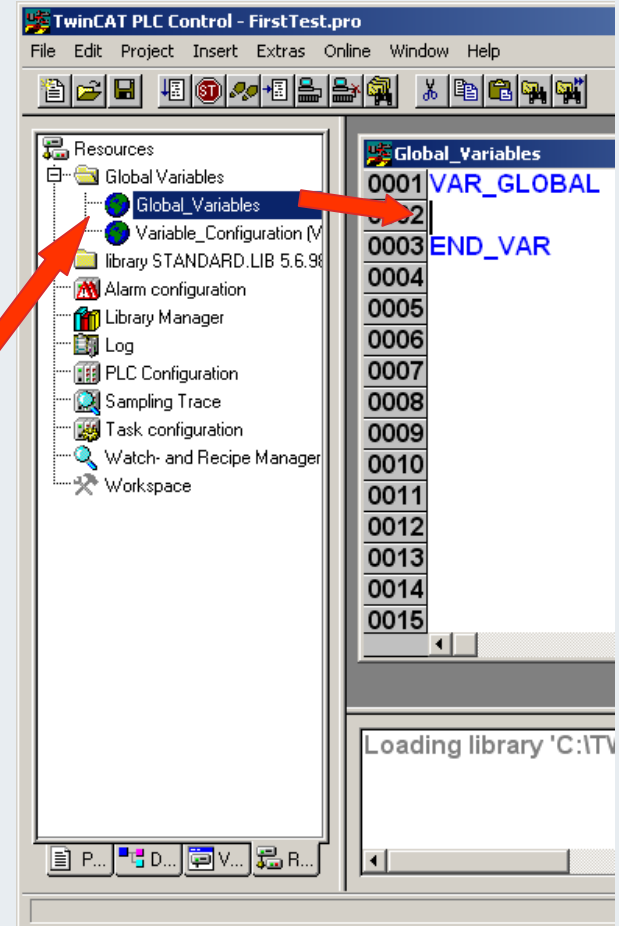 TwinCAT PLC Control - FirstTest.pro
File Edit Project Insert Extras Online Window Help
Resources
Global Variables
Global_Variables
Variable_Configuration (V
library STANDARD.LIB 5.6.98
Alarm configuration
Library Manager
Log
PLC Configuration
Sampling Trace
Task configuration
Watch- and Recipe Manager
Workspace
P... D... V... R...
Global_Variables
0001 VAR_GLOBAL
0003 END_VAR
0004
0005
0006
0007
0008
0009
0010
0011
0012
0013
0014
0015
Loading library 'C:\TW